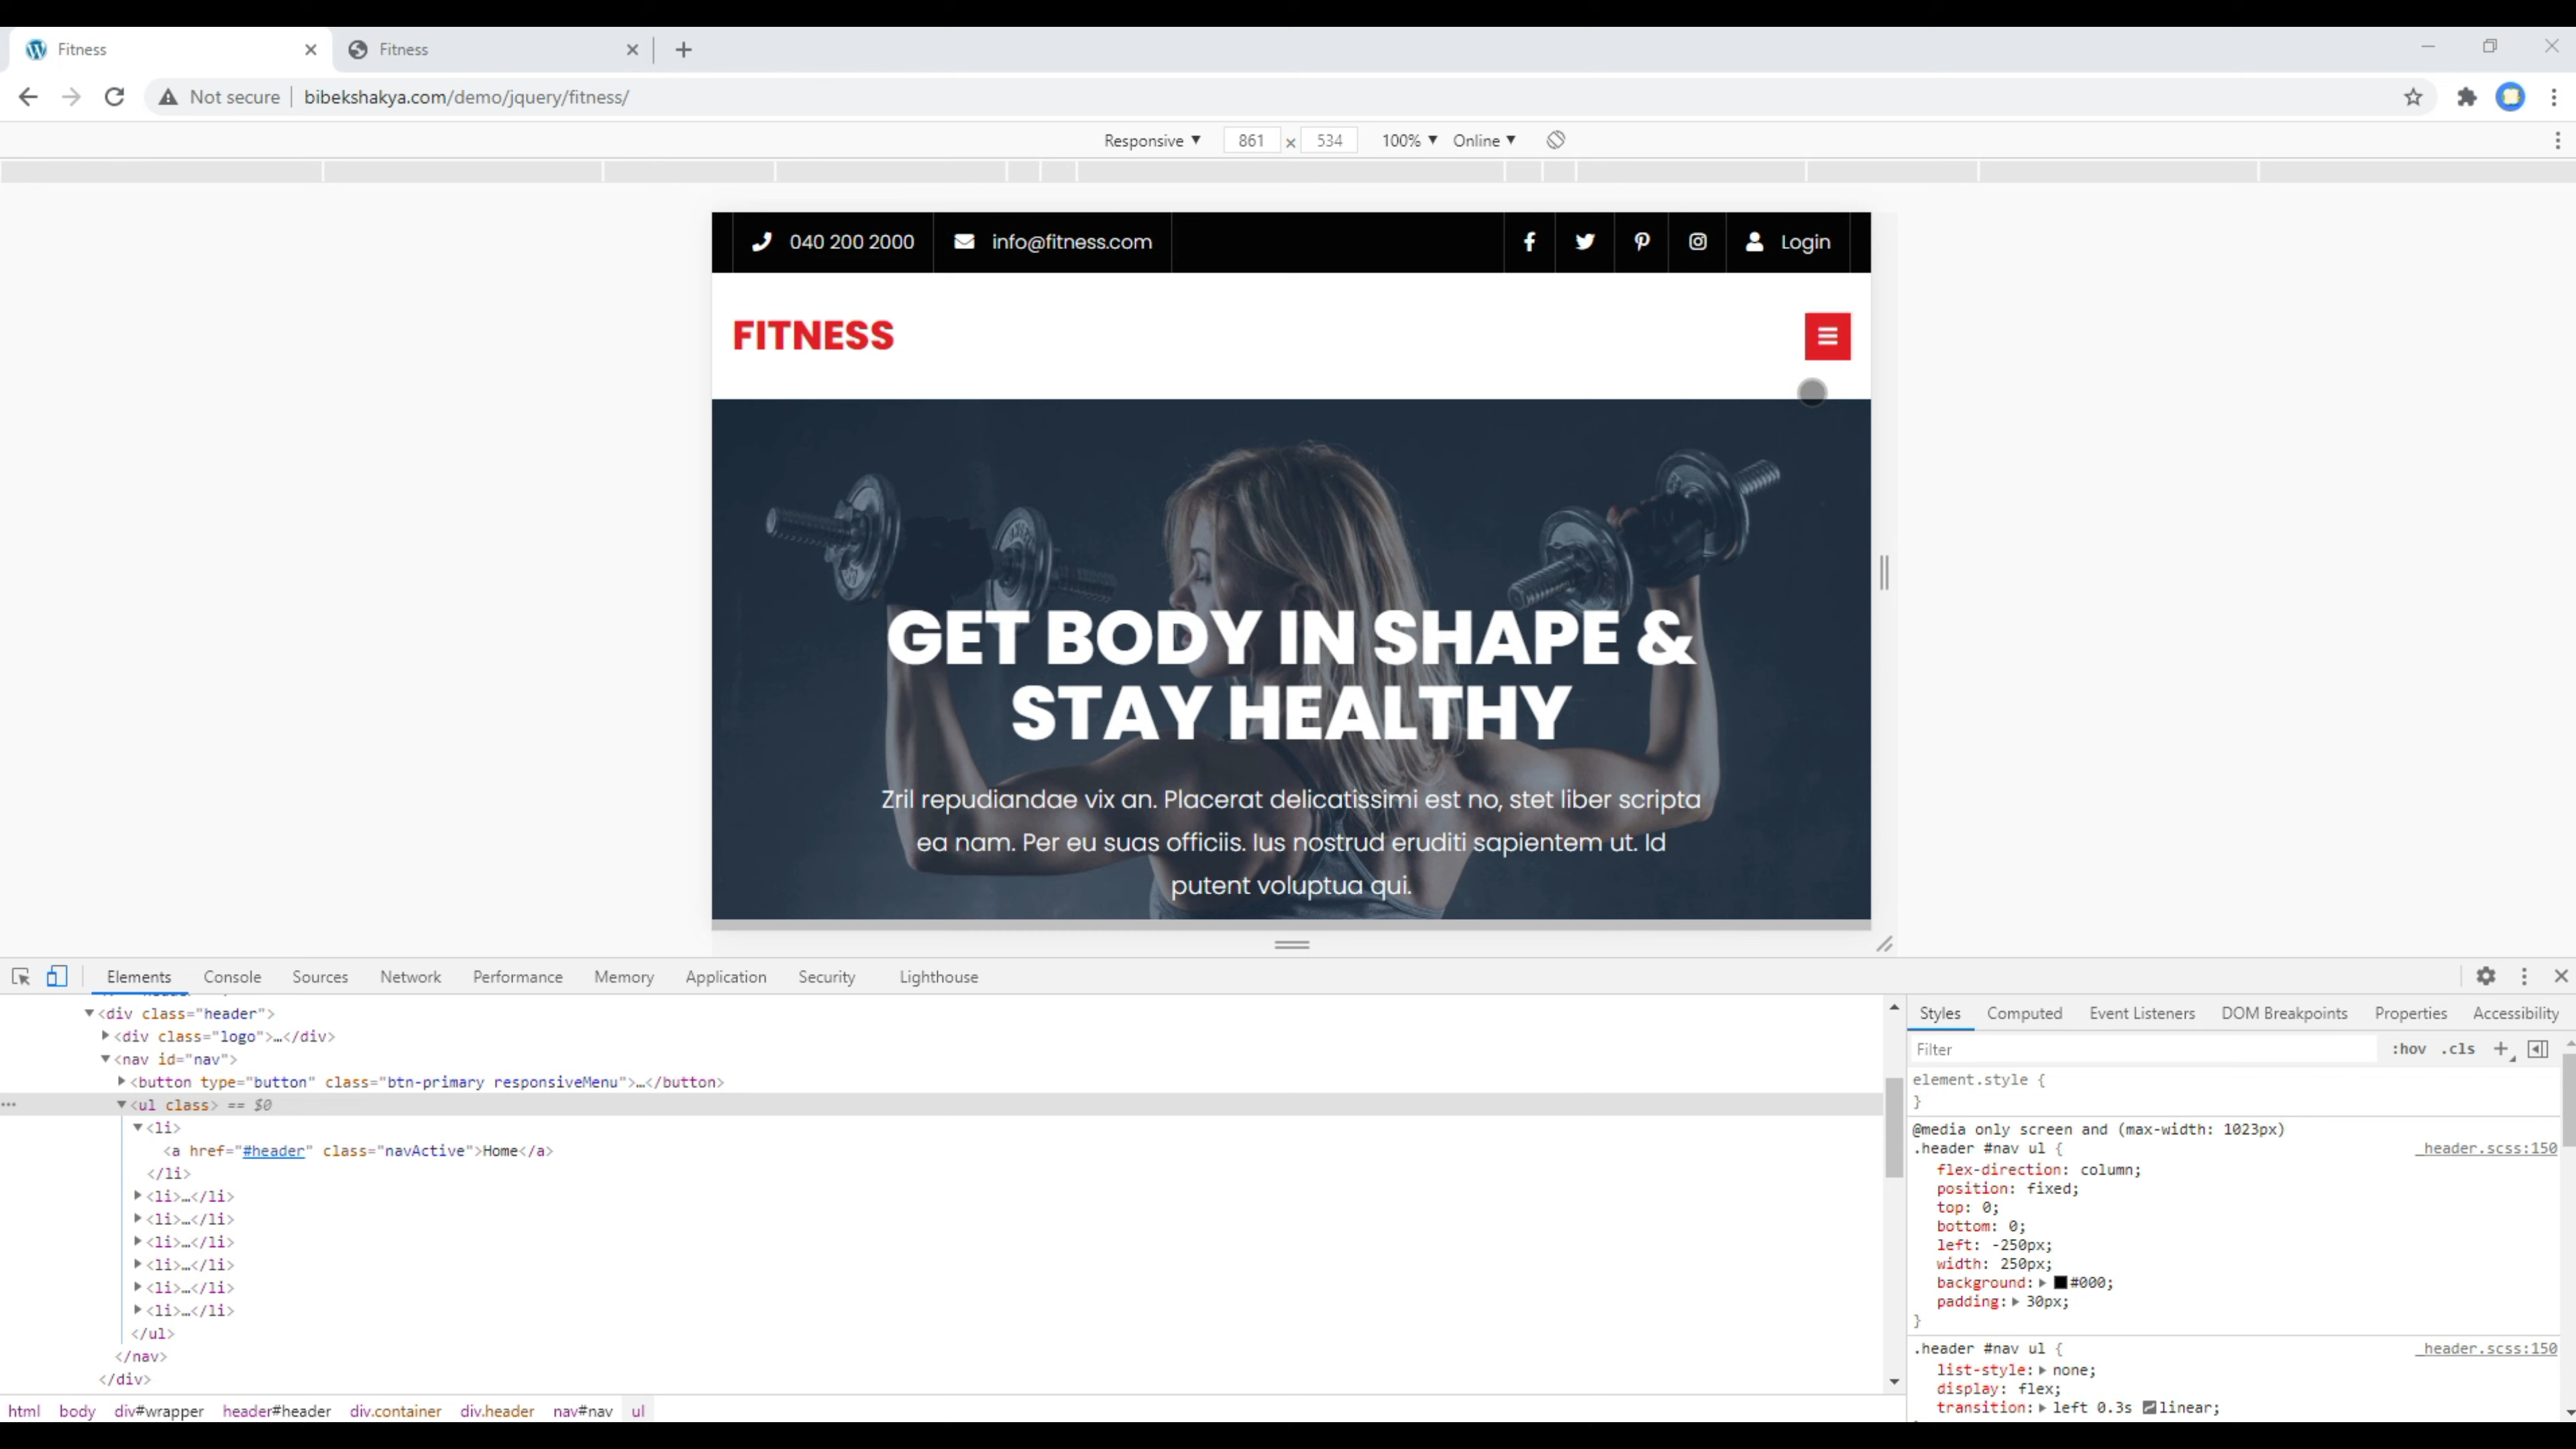 Fitness
Fitness
Not secure
bibekshakya.com/demo/jquery/fitness/
Responsive ▼ 861 × 534 100% ▼ Online ▼
040 200 2000 info@fitness.com Login
FITNESS
GET BODY IN SHAPE &
STAY HEALTHY
Zril repudiandae vix an. Placerat delicatissimi est no, stet liber scripta
ea nam. Per eu suas officiis. Ius nostrud eruditi sapientem ut. Id
putent voluptua qui.
Elements Console Sources Network Performance Memory Application Security Lighthouse
▼<div class="header">
▶<div class="logo">…</div>
▼<nav id="nav">
▶<button type="button" class="btn-primary responsiveMenu">…</button>
▼<ul class> == $0
▼<li>
<a href="#header" class="navActive">Home</a>
</li>
▶<li>…</li>
▶<li>…</li>
▶<li>…</li>
▶<li>…</li>
▶<li>…</li>
▶<li>…</li>
</ul>
</nav>
</div>
html body div#wrapper header#header div.container div.header nav#nav ul
Styles Computed Event Listeners DOM Breakpoints Properties Accessibility
Filter :hov .cls +
element.style {
}
@media only screen and (max-width: 1023px)
.header #nav ul { _header.scss:150
flex-direction: column;
position: fixed;
top: 0;
bottom: 0;
left: -250px;
width: 250px;
background:▶ #000;
padding:▶ 30px;
}
.header #nav ul { _header.scss:150
list-style:▶ none;
display: flex;
transition:▶ left 0.3s linear;